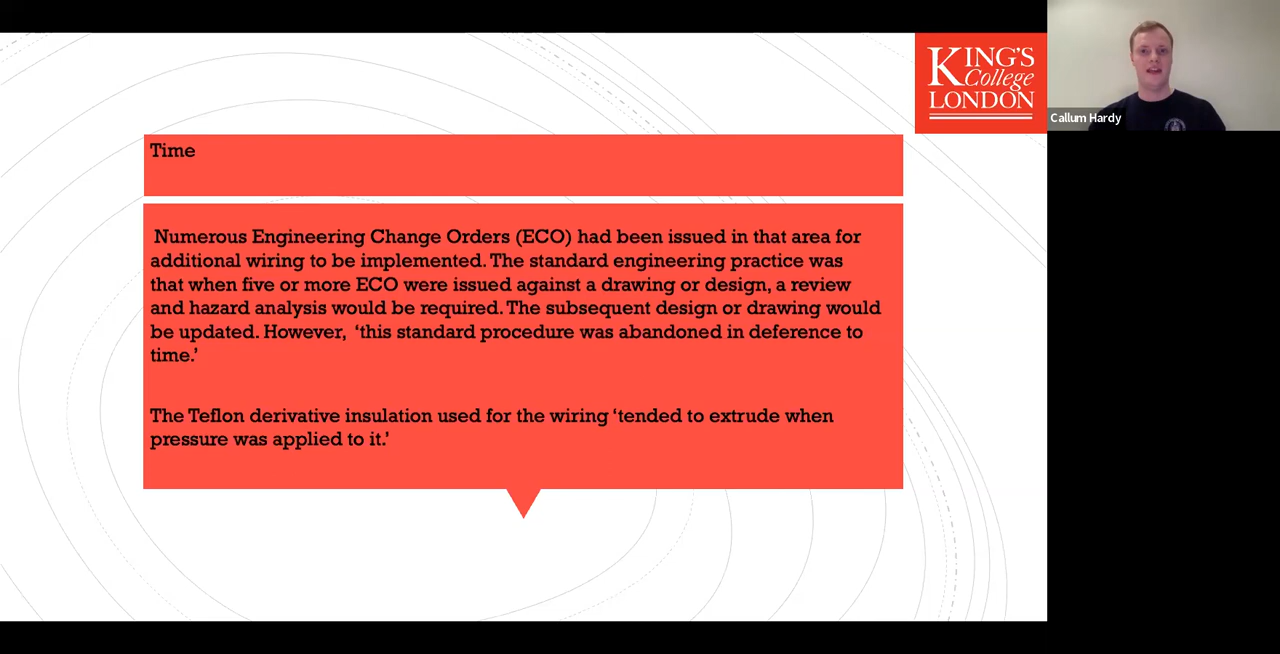 KING'S
College
LONDON
Callum Hardy
Time
Numerous Engineering Change Orders (ECO) had been issued in that area for
additional wiring to be implemented. The standard engineering practice was
that when five or more ECO were issued against a drawing or design, a review
and hazard analysis would be required. The subsequent design or drawing would
be updated. However, ‘this standard procedure was abandoned in deference to
time.’
The Teflon derivative insulation used for the wiring ‘tended to extrude when
pressure was applied to it.’